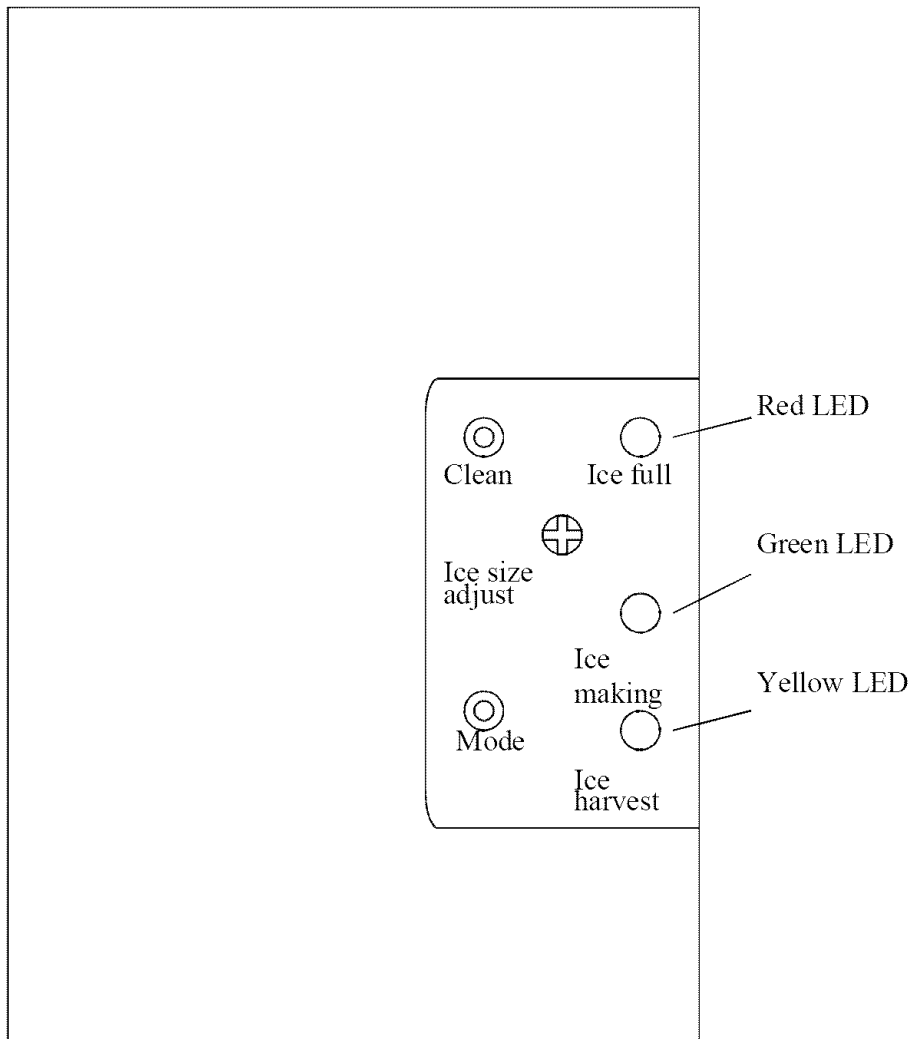 Red LED
Clean
Ice full
Green LED
Ice size
adjust
Ice
making
Yellow LED
Mode
Ice
harvest